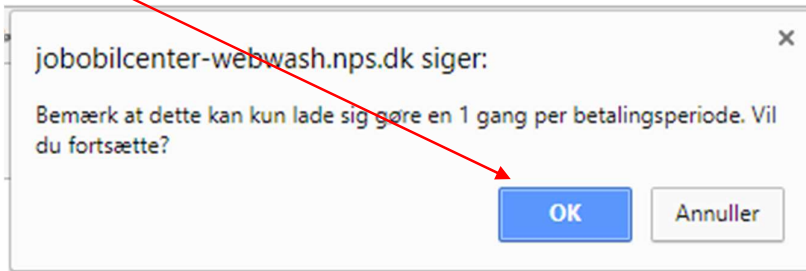 jobobilcenter-webwash.nps.dk siger:
Bemærk at dette kan kun lade sig gøre en 1 gang per betalingsperiode. Vil
du fortsætte?
OK
Annuller